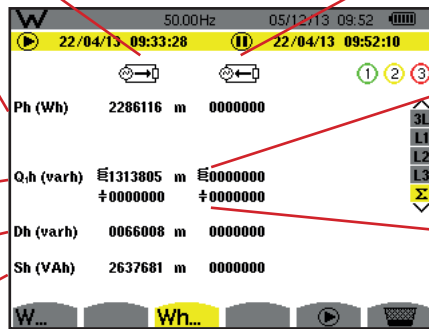 W 50.00Hz 05/12/13 09:52
22/04/13 09:33:28 22/04/13 09:52:10
1 2 3
Ph (Wh) 2286116 m 0000000
3L
L1
L2
Q₁h (varh) 1313805 m 0000000
L3
÷0000000 ÷0000000
Σ
Dh (varh) 0066008 m 0000000
Sh (VAh) 2637681 m 0000000
W... Wh...